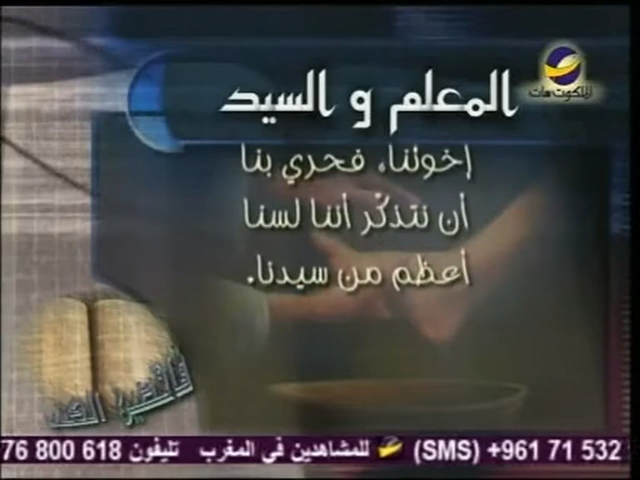 المعلم و السيد
الملكوت سات
إخوتنا، فحري بنا
أن نتذكّر أننا لسنا
أعظم من سيدنا.
76 800 618 للمشاهدين في المغرب تليفون (SMS) +961 71 532